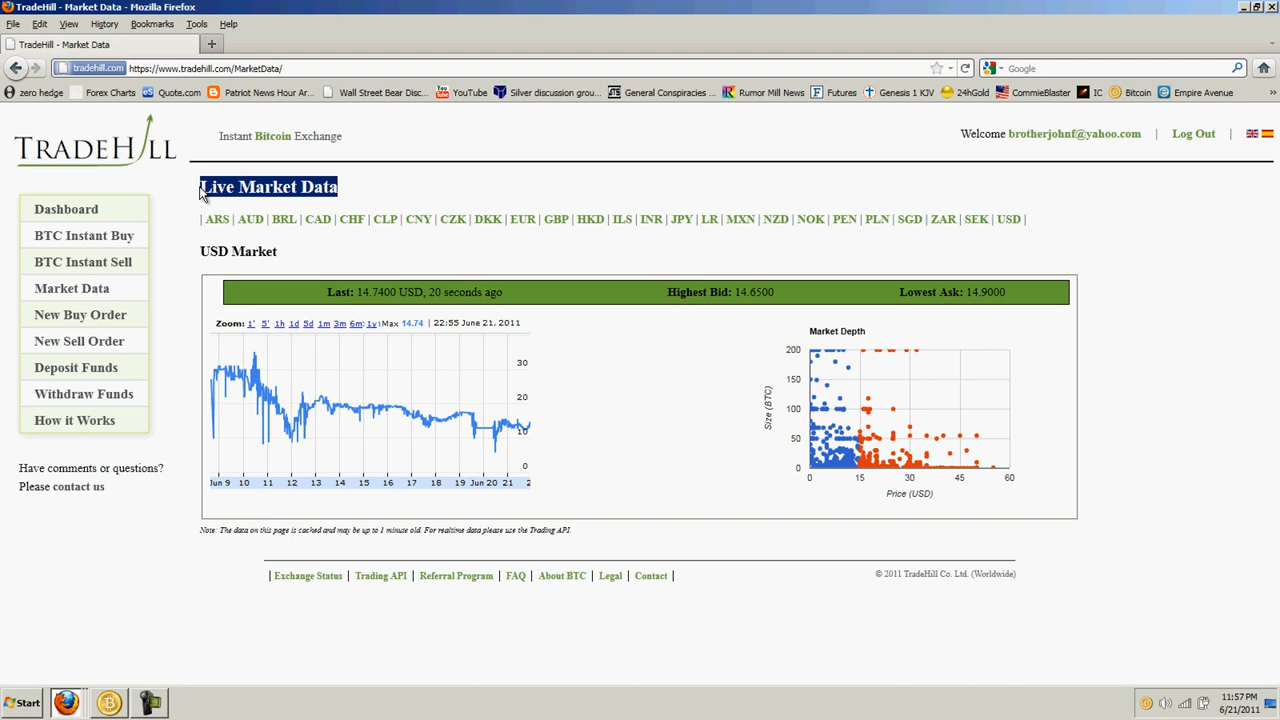 TradeHill - Market Data - Mozilla Firefox
File Edit View History Bookmarks Tools Help
TradeHill - Market Data
tradehill.com https://www.tradehill.com/MarketData/ Google
zero hedge Forex Charts Quote.com Patriot News Hour Ar... Wall Street Bear Disc... YouTube Silver discussion grou... General Conspiracies ... Rumor Mill News Futures Genesis 1 KJV 24hGold CommieBlaster IC Bitcoin Empire Avenue
TRADEHILL Instant Bitcoin Exchange Welcome brotherjohnf@yahoo.com | Log Out |
Live Market Data
| ARS | AUD | BRL | CAD | CHF | CLP | CNY | CZK | DKK | EUR | GBP | HKD | ILS | INR | JPY | LR | MXN | NZD | NOK | PEN | PLN | SGD | ZAR | SEK | USD |
Dashboard
BTC Instant Buy
BTC Instant Sell
Market Data
New Buy Order
New Sell Order
Deposit Funds
Withdraw Funds
How it Works
Have comments or questions?
Please contact us
USD Market
Last: 14.7400 USD, 20 seconds ago Highest Bid: 14.6500 Lowest Ask: 14.9000
Zoom: 1' 5' 1h 1d 5d 1m 3m 6m 1y Max 14.74 | 22:55 June 21, 2011
30
20
10
0
Jun 9 10 11 12 13 14 15 16 17 18 19 Jun 20 21 2
Market Depth
200
150
100
50
0
Size (BTC)
0 15 30 45 60
Price (USD)
Note: The data on this page is cached and may be up to 1 minute old. For realtime data please use the Trading API.
| Exchange Status | Trading API | Referral Program | FAQ | About BTC | Legal | Contact | © 2011 TradeHill Co. Ltd. (Worldwide)
Start
11:57 PM
6/21/2011